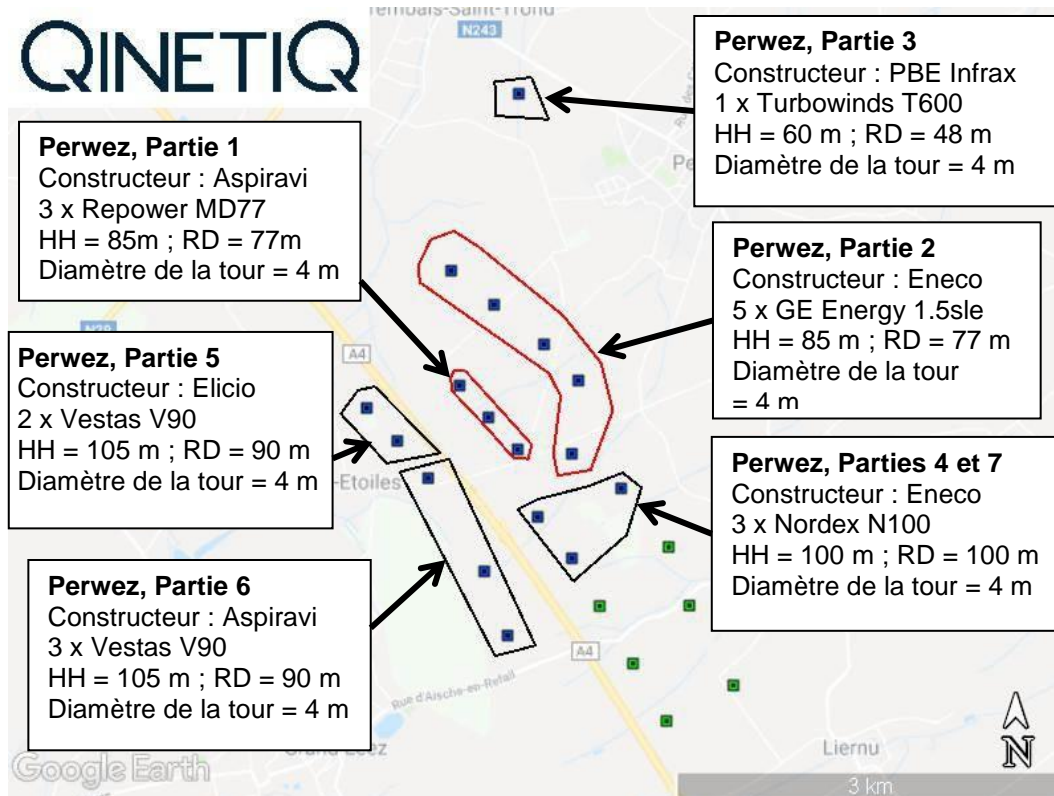 QINETIQ
Perwez, Partie 3
Constructeur : PBE Infrax
1 x Turbowinds T600
HH = 60 m ; RD = 48 m
Diamètre de la tour = 4 m
Perwez, Partie 1
Constructeur : Aspiravi
3 x Repower MD77
HH = 85m ; RD = 77m
Diamètre de la tour = 4 m
Perwez, Partie 2
Constructeur : Eneco
5 x GE Energy 1.5sle
HH = 85 m ; RD = 77 m
Diamètre de la tour
= 4 m
Perwez, Partie 5
Constructeur : Elicio
2 x Vestas V90
HH = 105 m ; RD = 90 m
Diamètre de la tour = 4 m
Perwez, Parties 4 et 7
Constructeur : Eneco
3 x Nordex N100
HH = 100 m ; RD = 100 m
Diamètre de la tour = 4 m
Perwez, Partie 6
Constructeur : Aspiravi
3 x Vestas V90
HH = 105 m ; RD = 90 m
Diamètre de la tour = 4 m
N243
A4
-Etoiles
A4
Rue d'Aische-en-Refail
Liernu
N
Google Earth
3 km